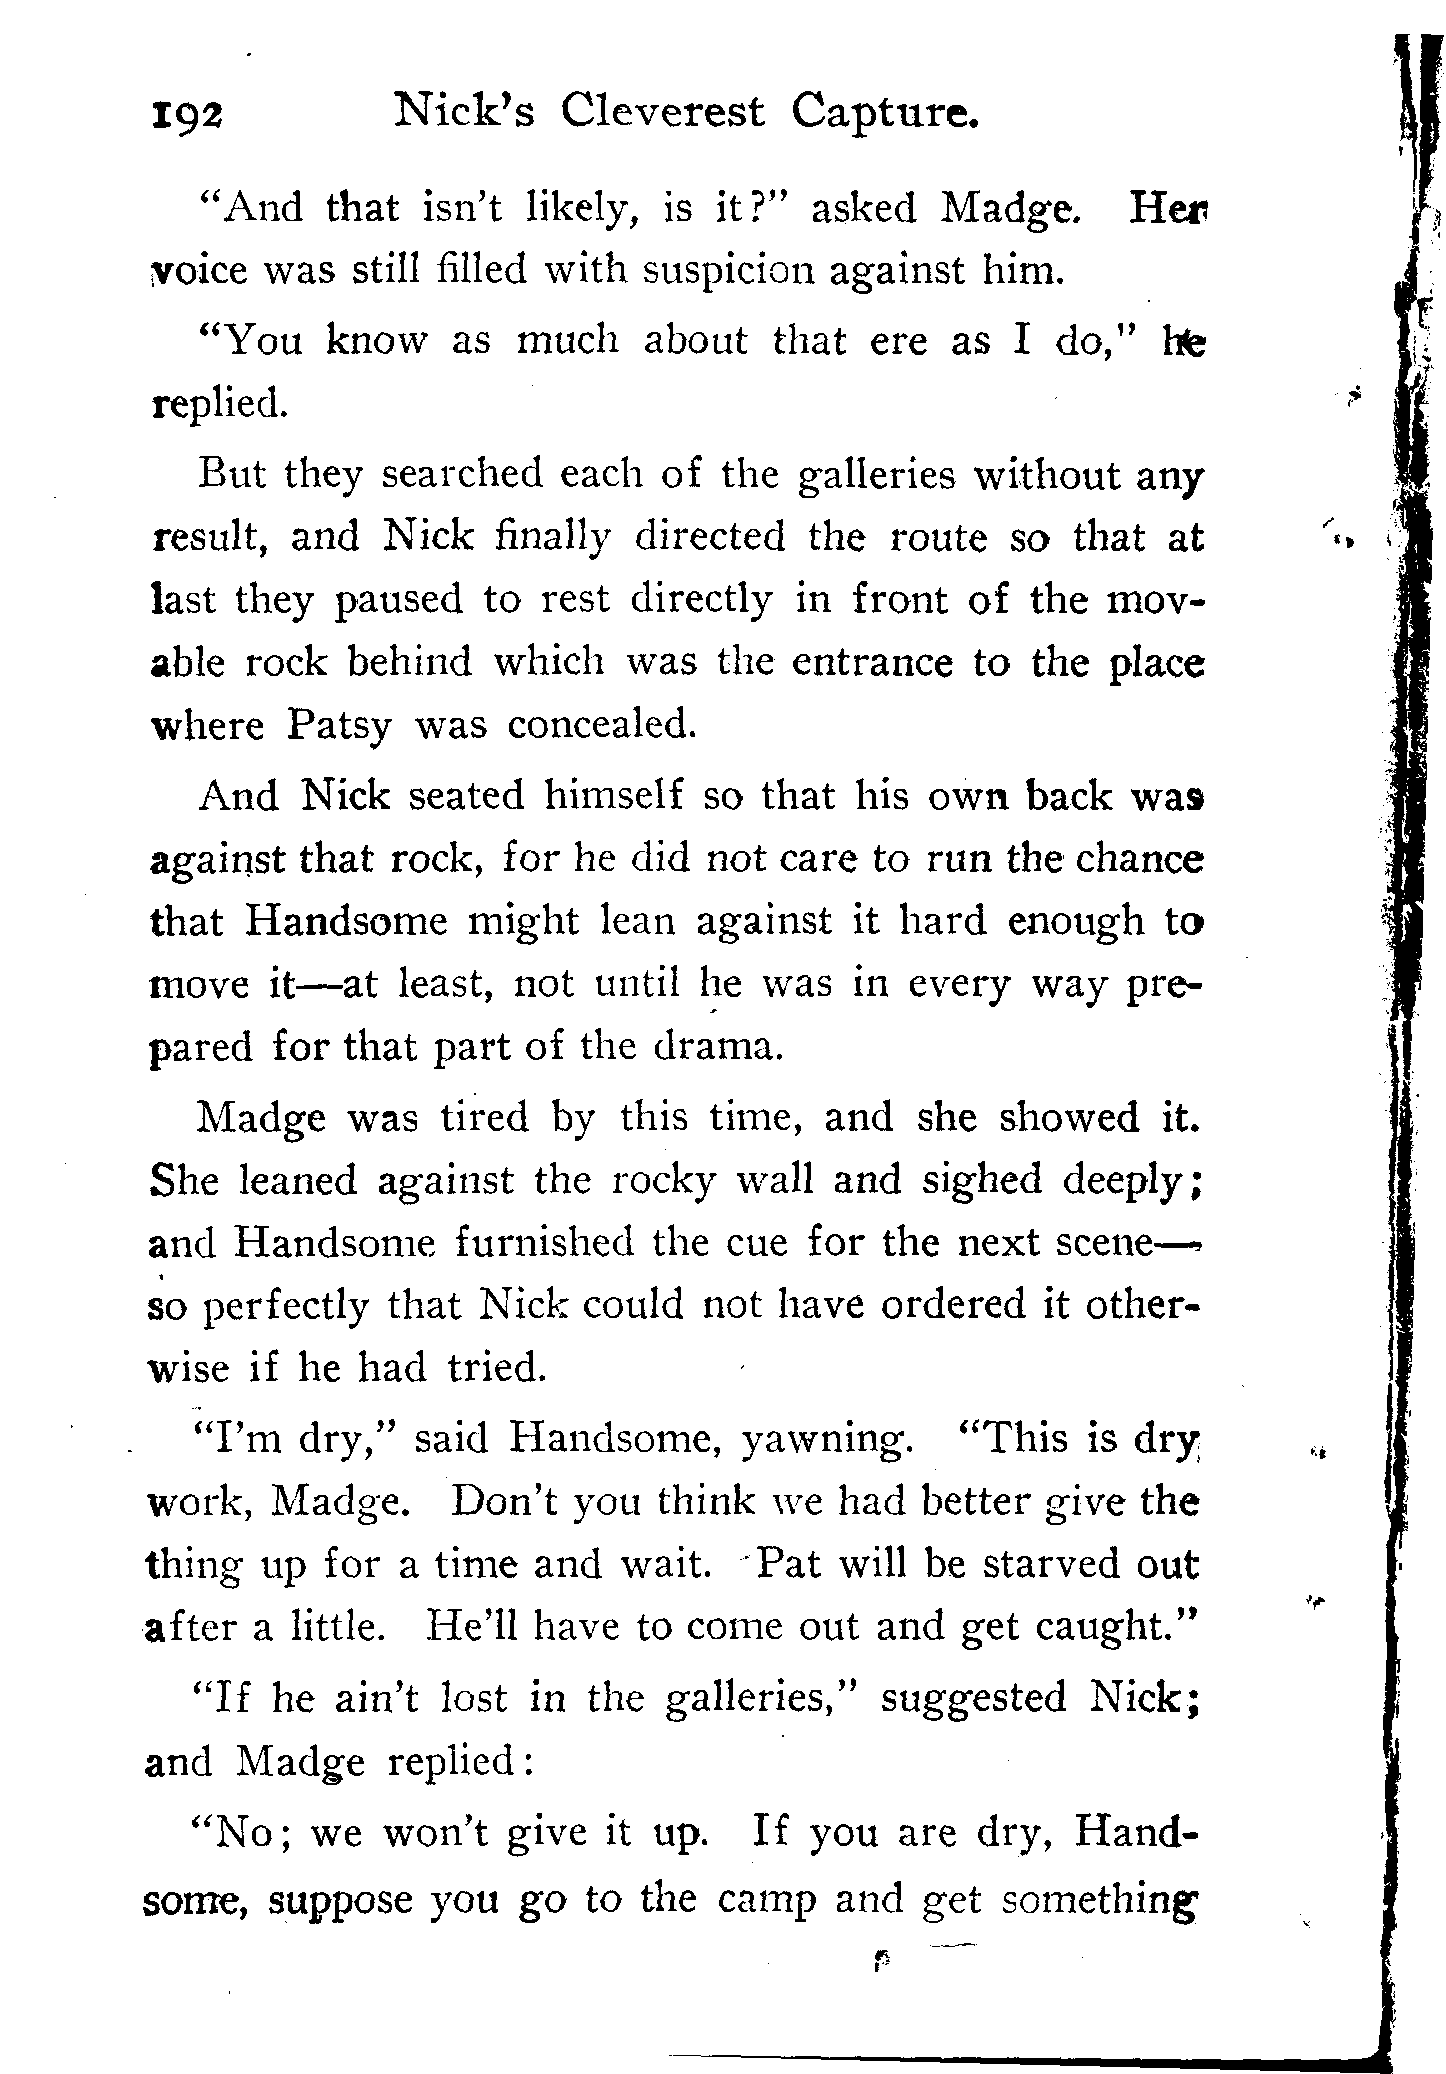 192 Nick's Cleverest Capture.
"And that isn't likely, is it?" asked Madge. Her
voice was still filled with suspicion against him.
"You know as much about that ere as I do," he
replied.
But they searched each of the galleries without any
result, and Nick finally directed the route so that at
last they paused to rest directly in front of the mov-
able rock behind which was the entrance to the place
where Patsy was concealed.
And Nick seated himself so that his own back was
against that rock, for he did not care to run the chance
that Handsome might lean against it hard enough to
move it—at least, not until he was in every way pre-
pared for that part of the drama.
Madge was tired by this time, and she showed it.
She leaned against the rocky wall and sighed deeply;
and Handsome furnished the cue for the next scene—
so perfectly that Nick could not have ordered it other-
wise if he had tried.
"I'm dry," said Handsome, yawning. "This is dry
work, Madge. Don't you think we had better give the
thing up for a time and wait. Pat will be starved out
after a little. He'll have to come out and get caught."
"If he ain't lost in the galleries," suggested Nick;
and Madge replied:
"No; we won't give it up. If you are dry, Hand-
some, suppose you go to the camp and get something